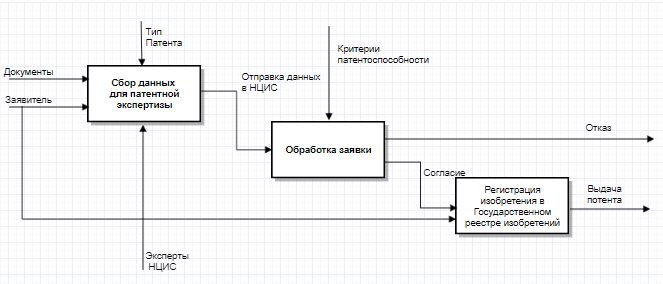 Тип
Патента
Критерии
патентоспособности
Документы
Заявитель
Сбор данных
для патентной
экспертизы
Отправка данных
в НЦИС
Обработка заявки
Отказ
Согласие
Регистрация
изобретения в
Государственном
реестре изобретений
Выдача
потента
Эксперты
НЦИС